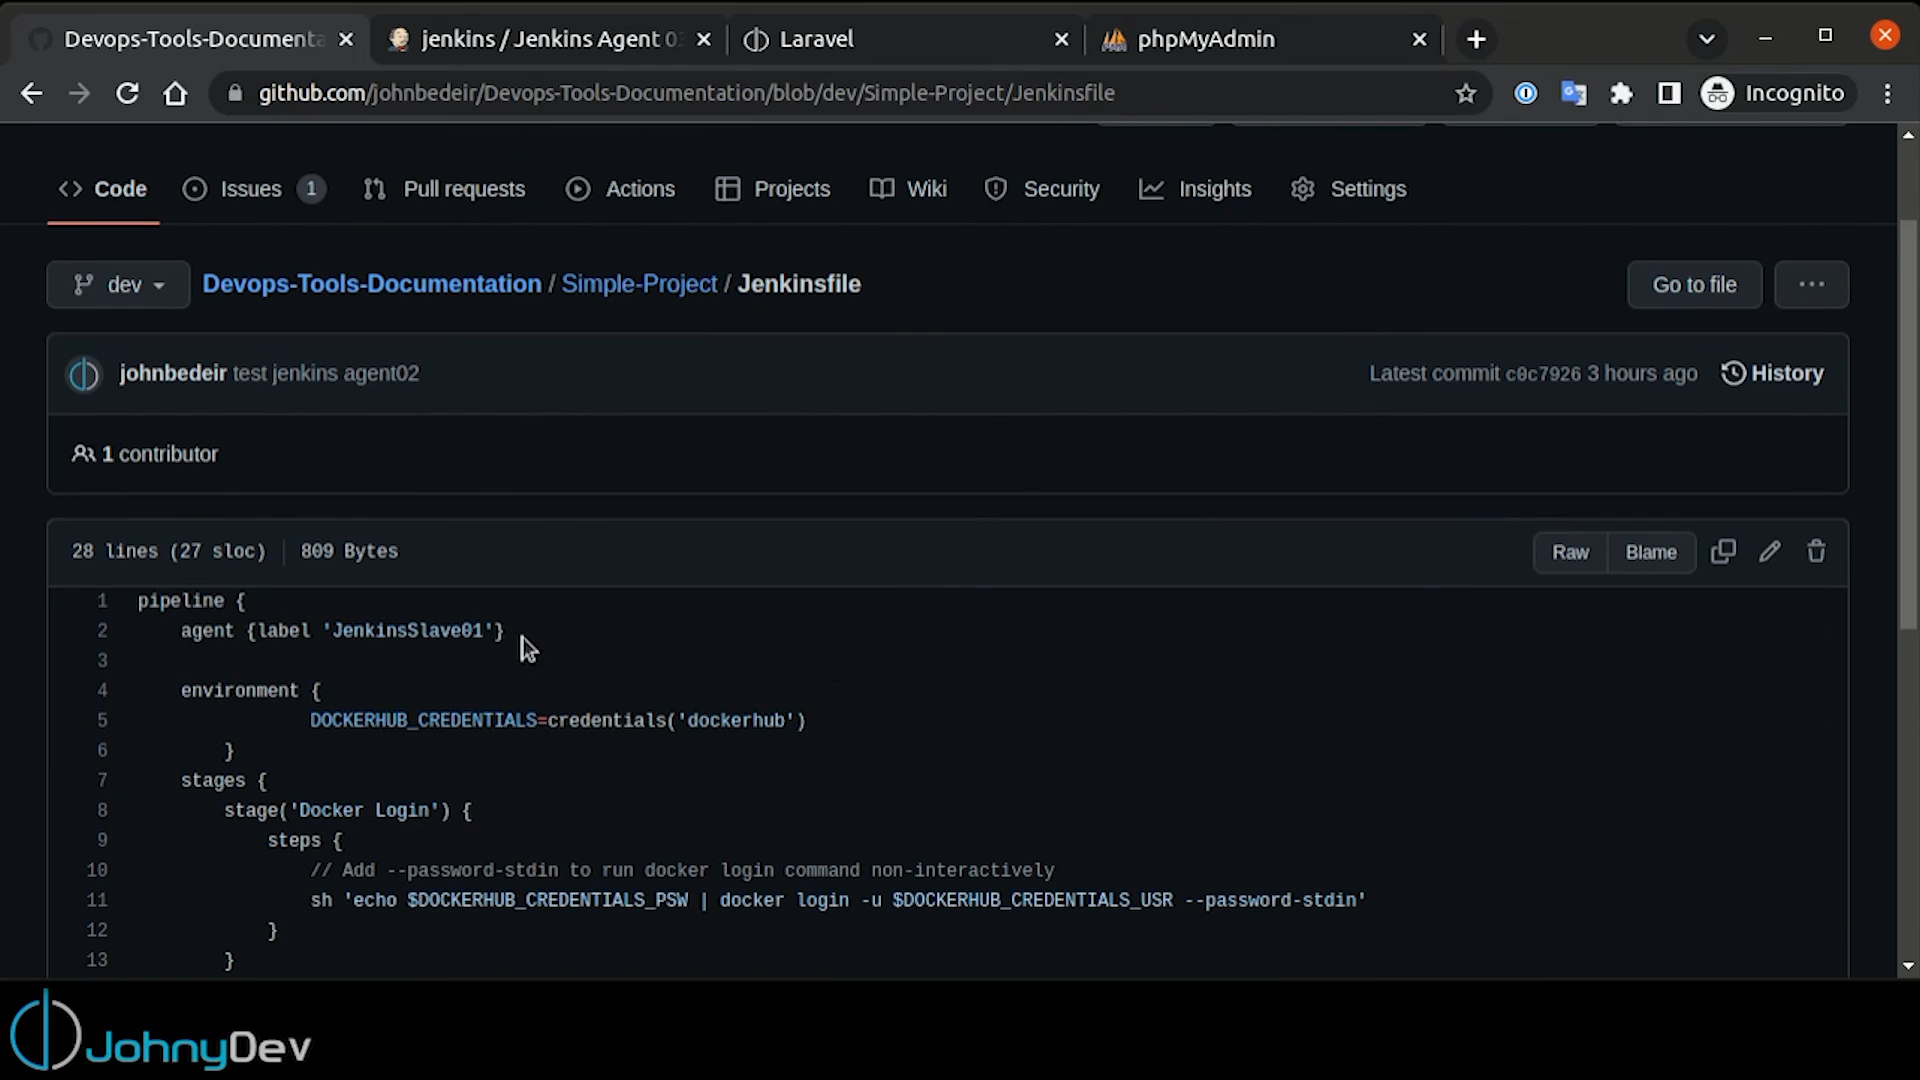 Devops-Tools-Documenta
jenkins / Jenkins Agent 0
Laravel
phpMyAdmin
github.com/johnbedeir/Devops-Tools-Documentation/blob/dev/Simple-Project/Jenkinsfile
Incognito
Code
Issues 1
Pull requests
Actions
Projects
Wiki
Security
Insights
Settings
dev
Devops-Tools-Documentation / Simple-Project / Jenkinsfile
Go to file
johnbedeir test jenkins agent02
Latest commit c0c7926 3 hours ago
History
1 contributor
28 lines (27 sloc) | 809 Bytes
Raw
Blame
1 pipeline {
2 agent {label 'JenkinsSlave01'}
3
4 environment {
5 DOCKERHUB_CREDENTIALS=credentials('dockerhub')
6 }
7 stages {
8 stage('Docker Login') {
9 steps {
10 // Add --password-stdin to run docker login command non-interactively
11 sh 'echo $DOCKERHUB_CREDENTIALS_PSW | docker login -u $DOCKERHUB_CREDENTIALS_USR --password-stdin'
12 }
13 }
JohnyDev